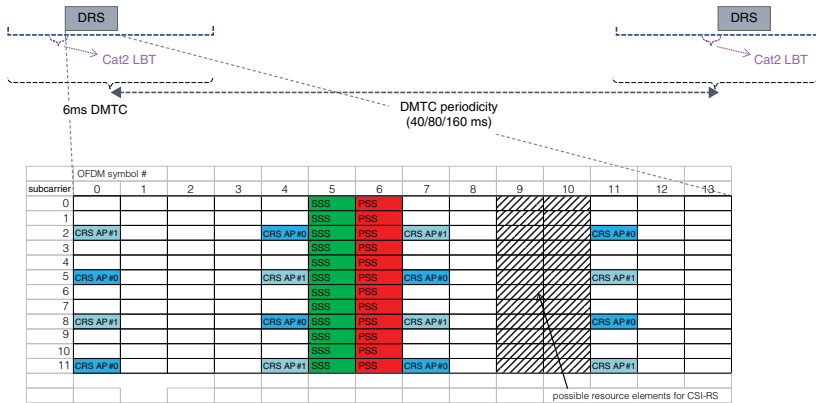 DRS DRS
Cat2 LBT Cat2 LBT
6ms DMTC DMTC periodicity
(40/80/160 ms)
OFDM symbol #
subcarrier 0 1 2 3 4 5 6 7 8 9 10 11 12 13
0 SSS PSS
1 SSS PSS
2 CRS AP#1 CRS AP#0 SSS PSS CRS AP#1 CRS AP#0
3 SSS PSS
4 SSS PSS
5 CRS AP#0 CRS AP#1 SSS PSS CRS AP#0 CRS AP#1
6 SSS PSS
7 SSS PSS
8 CRS AP#1 CRS AP#0 SSS PSS CRS AP#1 CRS AP#0
9 SSS PSS
10 SSS PSS
11 CRS AP#0 CRS AP#1 SSS PSS CRS AP#0 CRS AP#1
possible resource elements for CSI-RS